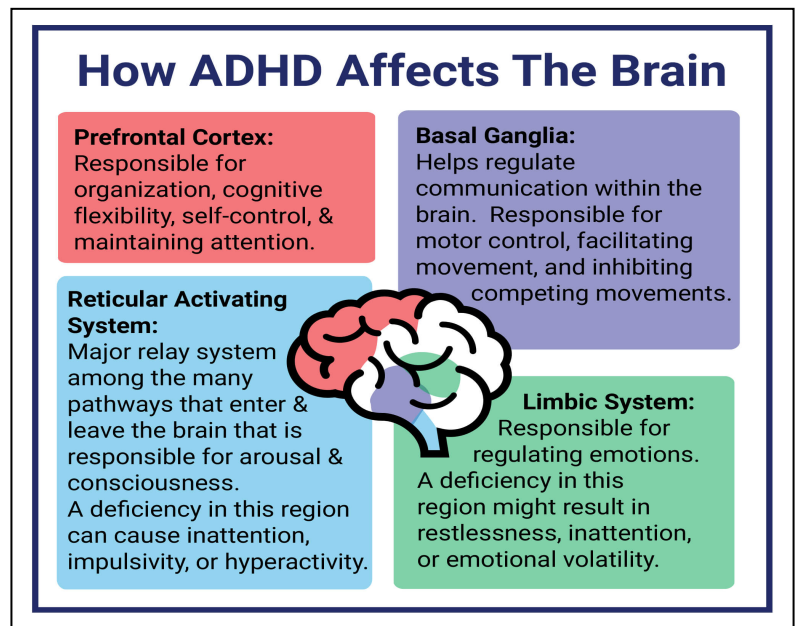 How ADHD Affects The Brain
Prefrontal Cortex:
Responsible for
organization, cognitive
flexibility, self-control, &
maintaining attention.
Basal Ganglia:
Helps regulate
communication within the
brain.  Responsible for
motor control, facilitating
movement, and inhibiting
competing movements.
Reticular Activating
System:
Major relay system
among the many
pathways that enter &
leave the brain that is
responsible for arousal &
consciousness.
A deficiency in this region
can cause inattention,
impulsivity, or hyperactivity.
Limbic System:
Responsible for
regulating emotions.
A deficiency in this
region might result in
restlessness, inattention,
or emotional volatility.